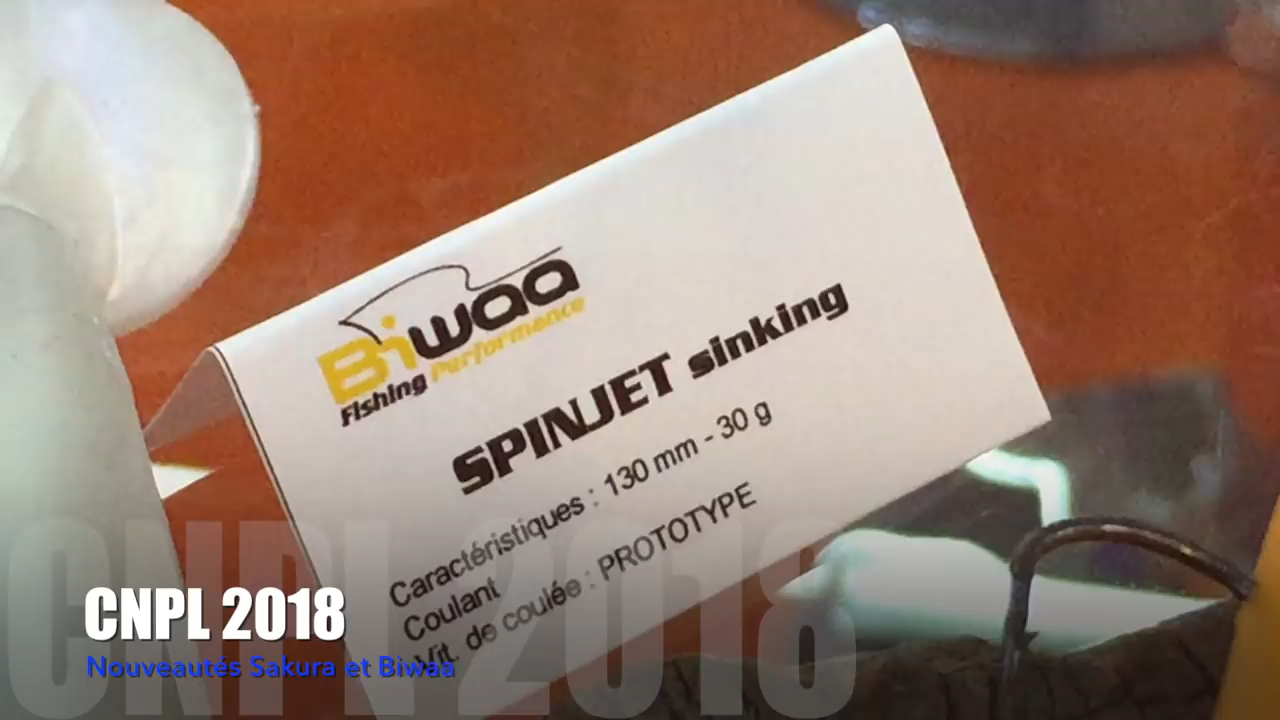 Biwaa
Fishing Performance
SPINJET sinking
Caractéristiques : 130 mm - 30 g
Coulant
Vit. de coulée : PROTOTYPE
CNPL 2018
CNPL 2018
Nouveautés Sakura et Biwaa